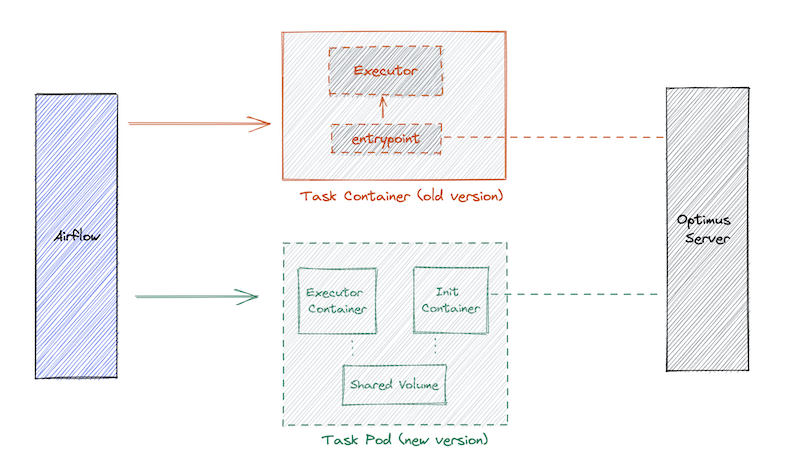 Executor
entrypoint
Task Container (old version)
Airflow
Optimus
Server
Executor
Container
Init
Container
Shared Volume
Task Pod (new version)